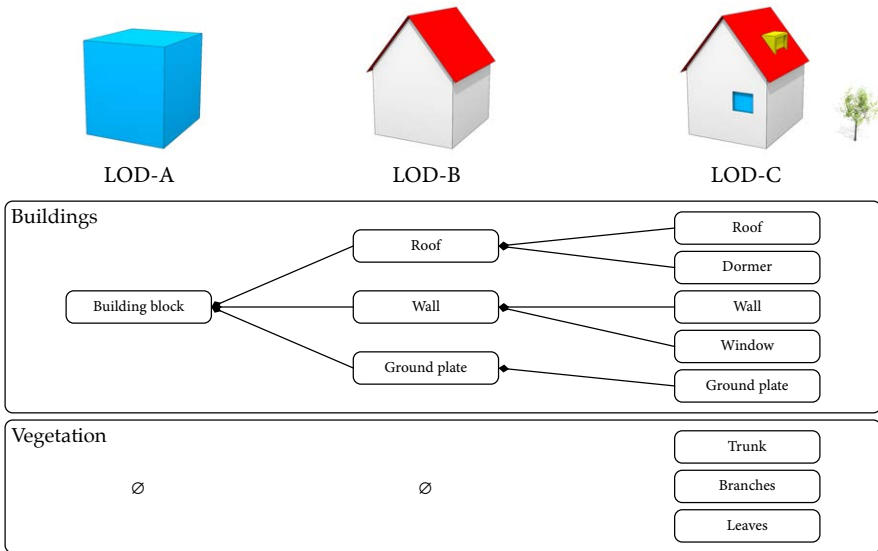 LOD-A
LOD-B
LOD-C
Buildings
Building block
Roof
Wall
Ground plate
Roof
Dormer
Wall
Window
Ground plate
Vegetation
∅
∅
Trunk
Branches
Leaves